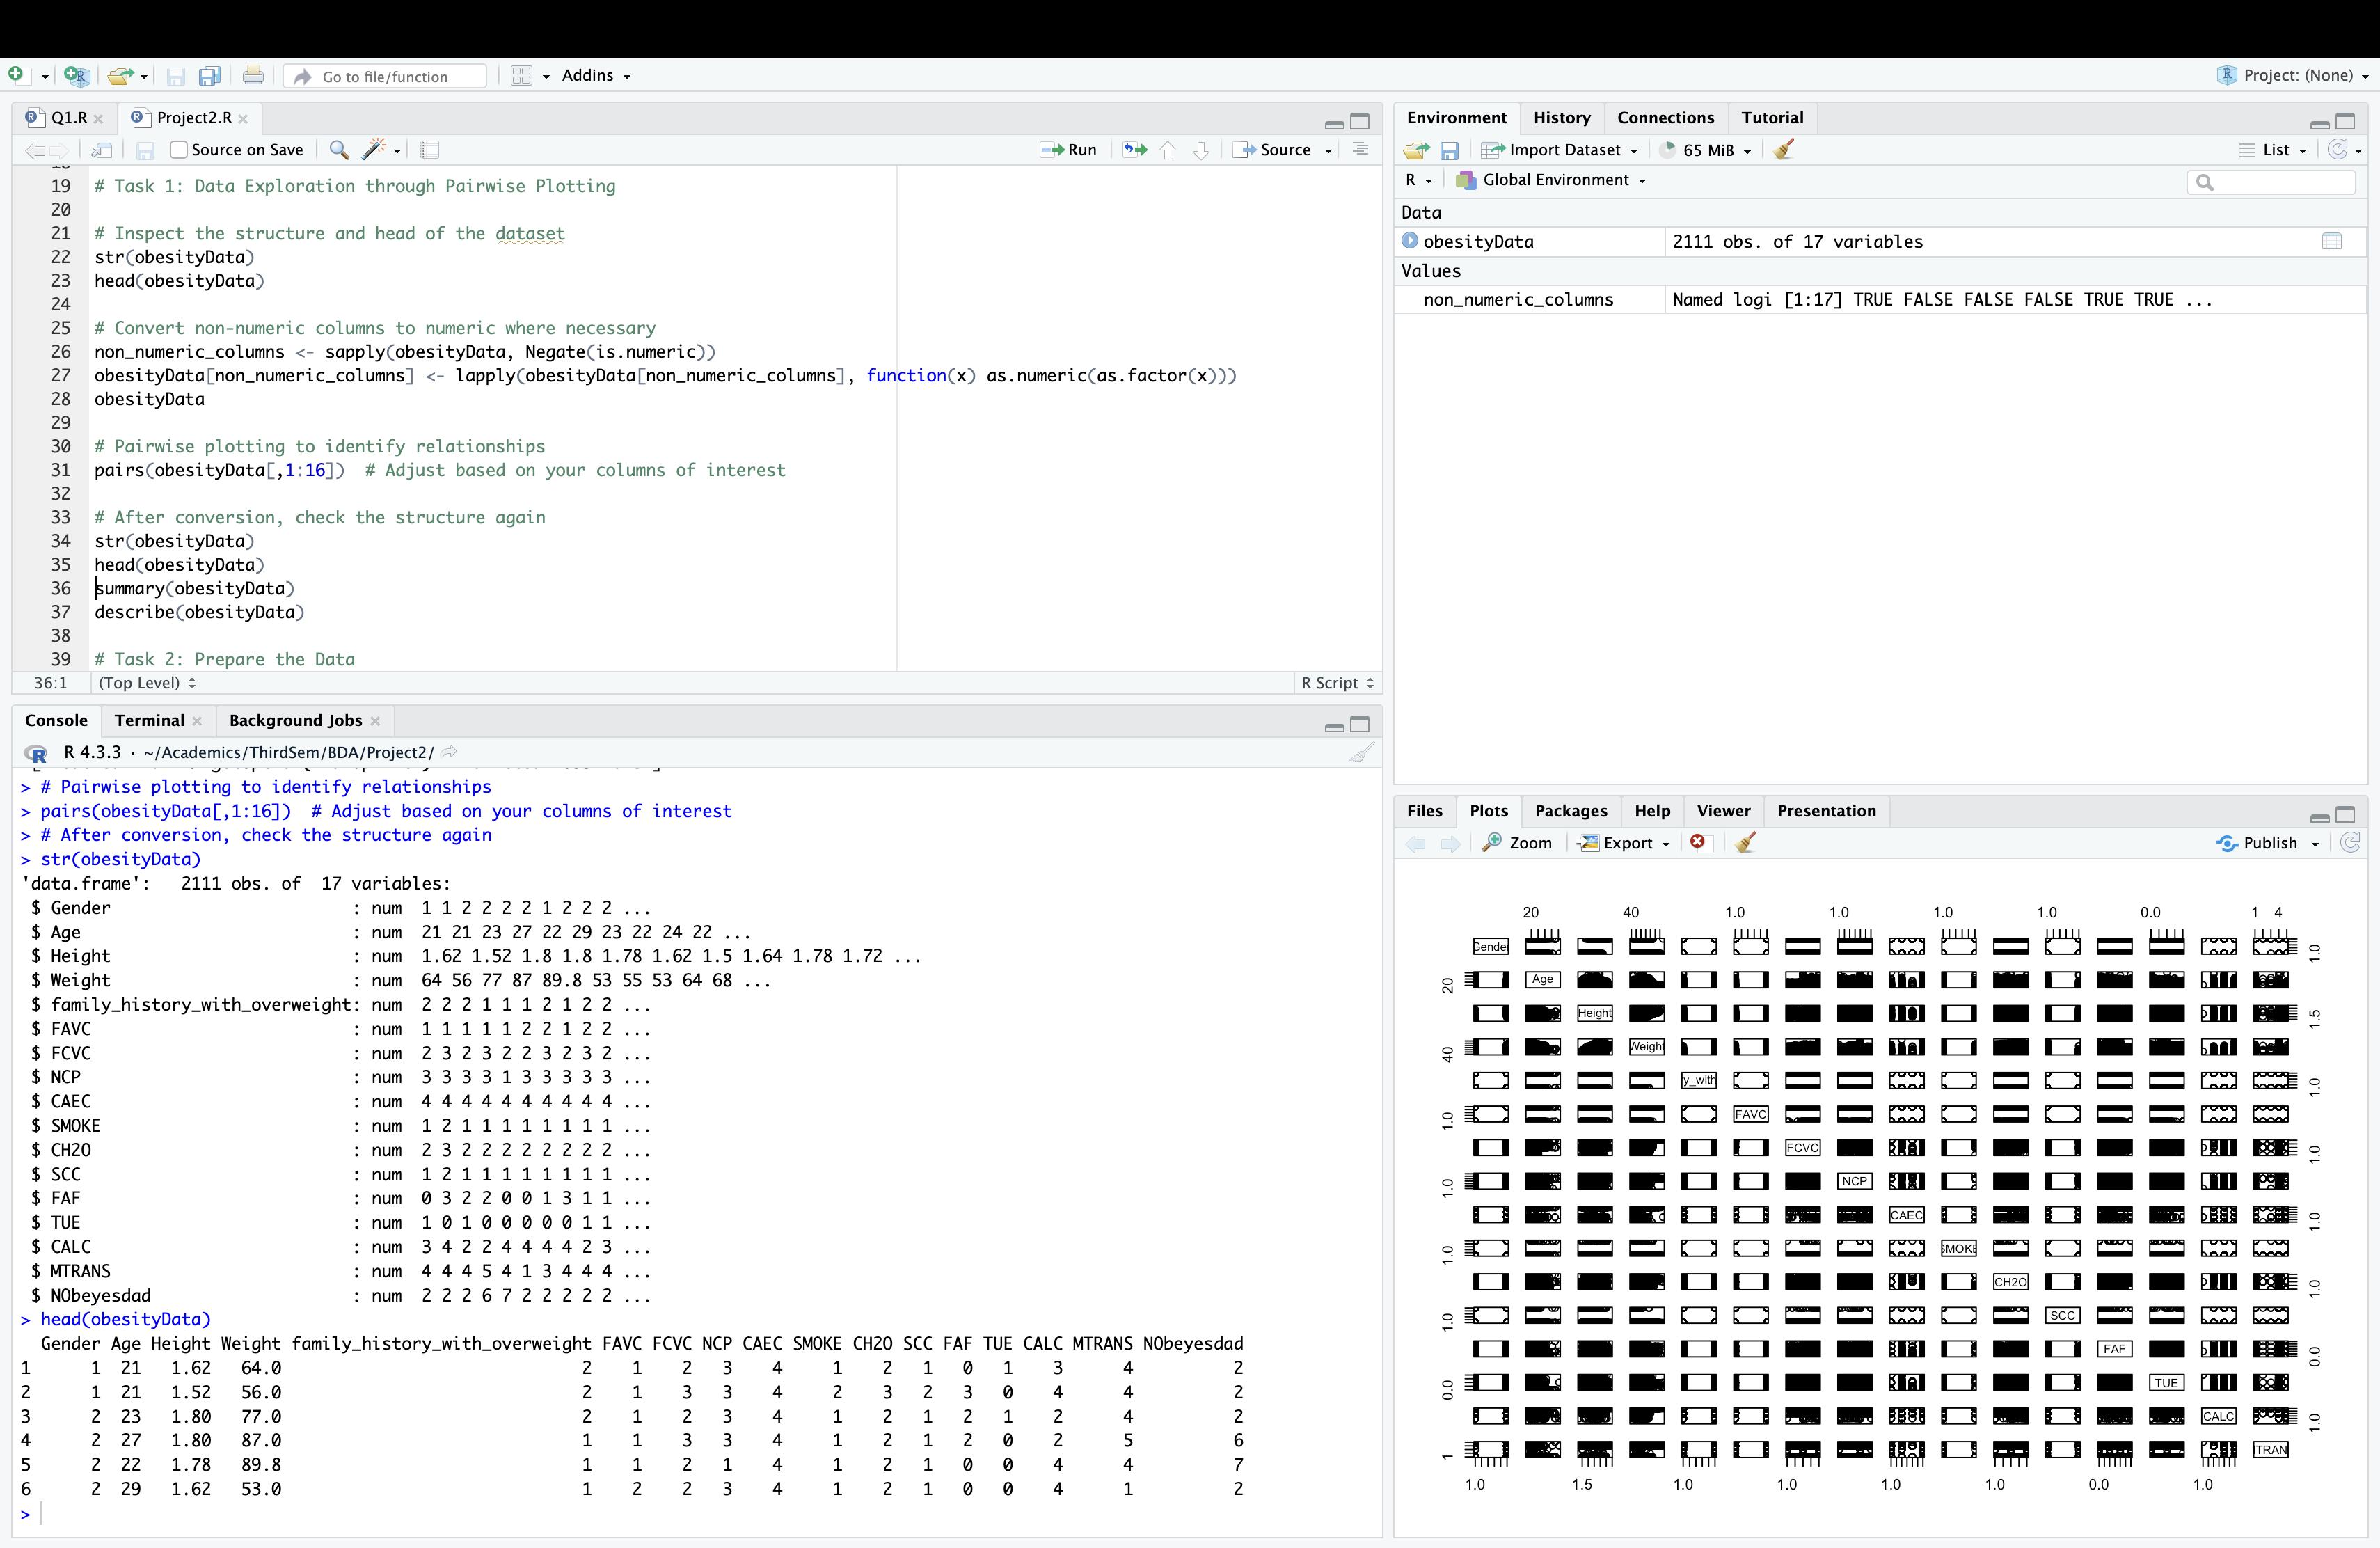 Go to file/function
Addins
Project: (None)
Q1.R
Project2.R
Source on Save
Run
Source
19 # Task 1: Data Exploration through Pairwise Plotting
20
21 # Inspect the structure and head of the dataset
22 str(obesityData)
23 head(obesityData)
24
25 # Convert non-numeric columns to numeric where necessary
26 non_numeric_columns <- sapply(obesityData, Negate(is.numeric))
27 obesityData[non_numeric_columns] <- lapply(obesityData[non_numeric_columns], function(x) as.numeric(as.factor(x)))
28 obesityData
29
30 # Pairwise plotting to identify relationships
31 pairs(obesityData[,1:16])  # Adjust based on your columns of interest
32
33 # After conversion, check the structure again
34 str(obesityData)
35 head(obesityData)
36 summary(obesityData)
37 describe(obesityData)
38
39 # Task 2: Prepare the Data
36:1 (Top Level) R Script
Console Terminal Background Jobs
R 4.3.3 · ~/Academics/ThirdSem/BDA/Project2/
> # Pairwise plotting to identify relationships
> pairs(obesityData[,1:16])  # Adjust based on your columns of interest
> # After conversion, check the structure again
> str(obesityData)
'data.frame':   2111 obs. of  17 variables:
$ Gender : num 1 1 2 2 2 2 1 2 2 2 ...
$ Age : num 21 21 23 27 22 29 23 22 24 22 ...
$ Height : num 1.62 1.52 1.8 1.8 1.78 1.62 1.5 1.64 1.78 1.72 ...
$ Weight : num 64 56 77 87 89.8 53 55 53 64 68 ...
$ family_history_with_overweight: num 2 2 2 1 1 1 2 1 2 2 ...
$ FAVC : num 1 1 1 1 1 2 2 1 2 2 ...
$ FCVC : num 2 3 2 3 2 2 3 2 3 2 ...
$ NCP : num 3 3 3 3 1 3 3 3 3 3 ...
$ CAEC : num 4 4 4 4 4 4 4 4 4 4 ...
$ SMOKE : num 1 2 1 1 1 1 1 1 1 1 ...
$ CH2O : num 2 3 2 2 2 2 2 2 2 2 ...
$ SCC : num 1 2 1 1 1 1 1 1 1 1 ...
$ FAF : num 0 3 2 2 0 0 1 3 1 1 ...
$ TUE : num 1 0 1 0 0 0 0 0 1 1 ...
$ CALC : num 3 4 2 2 4 4 4 4 2 3 ...
$ MTRANS : num 4 4 4 5 4 1 3 4 4 4 ...
$ NObeyesdad : num 2 2 2 6 7 2 2 2 2 2 ...
> head(obesityData)
Gender Age Height Weight family_history_with_overweight FAVC FCVC NCP CAEC SMOKE CH2O SCC FAF TUE CALC MTRANS NObeyesdad
1 1 21 1.62 64.0 2 1 2 3 4 1 2 1 0 1 3 4 2
2 1 21 1.52 56.0 2 1 3 3 4 2 3 2 3 0 4 4 2
3 2 23 1.80 77.0 2 1 2 3 4 1 2 1 2 1 2 4 2
4 2 27 1.80 87.0 1 1 3 3 4 1 2 1 2 0 2 5 6
5 2 22 1.78 89.8 1 1 2 1 4 1 2 1 0 0 4 4 7
6 2 29 1.62 53.0 1 2 2 3 4 1 2 1 0 0 4 1 2
>
Environment History Connections Tutorial
Import Dataset 65 MiB List
R Global Environment
Data
obesityData 2111 obs. of 17 variables
Values
non_numeric_columns Named logi [1:17] TRUE FALSE FALSE FALSE TRUE TRUE ...
Files Plots Packages Help Viewer Presentation
Zoom Export Publish
20 40 1.0 1.0 1.0 1.0 0.0 1 4
Gende 1.0
20 Age
Height 1.5
40 Weight
y_with 1.0
1.0 FAVC
FCVC 1.0
1.0 NCP
CAEC 1.0
1.0 SMOKE
CH2O 1.0
1.0 SCC
FAF 0.0
0.0 TUE
CALC 1.0
1 TRAN
1.0 1.5 1.0 1.0 1.0 1.0 0.0 1.0